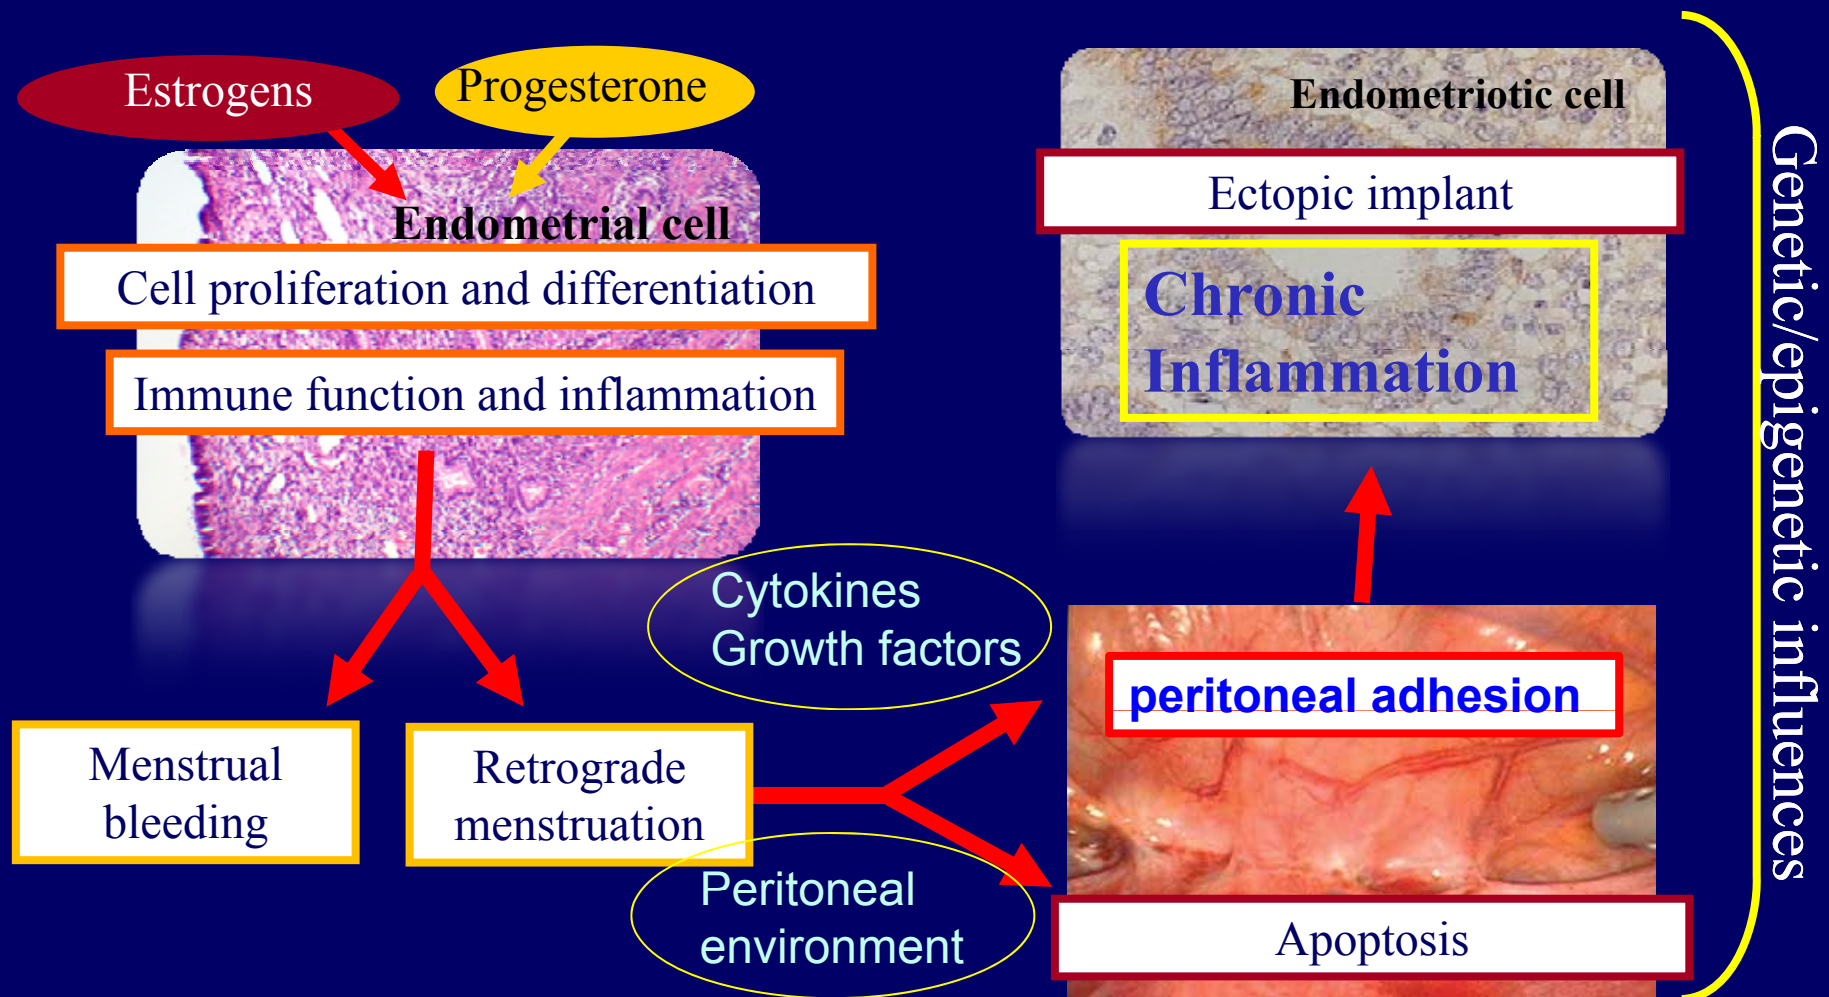 Estrogens
Progesterone
Endometrial cell
Cell proliferation and differentiation
Immune function and inflammation
Menstrual
bleeding
Retrograde
menstruation
Cytokines
Growth factors
Peritoneal
environment
Endometriotic cell
Ectopic implant
Chronic
Inflammation
peritoneal adhesion
Apoptosis
Genetic/epigenetic influences